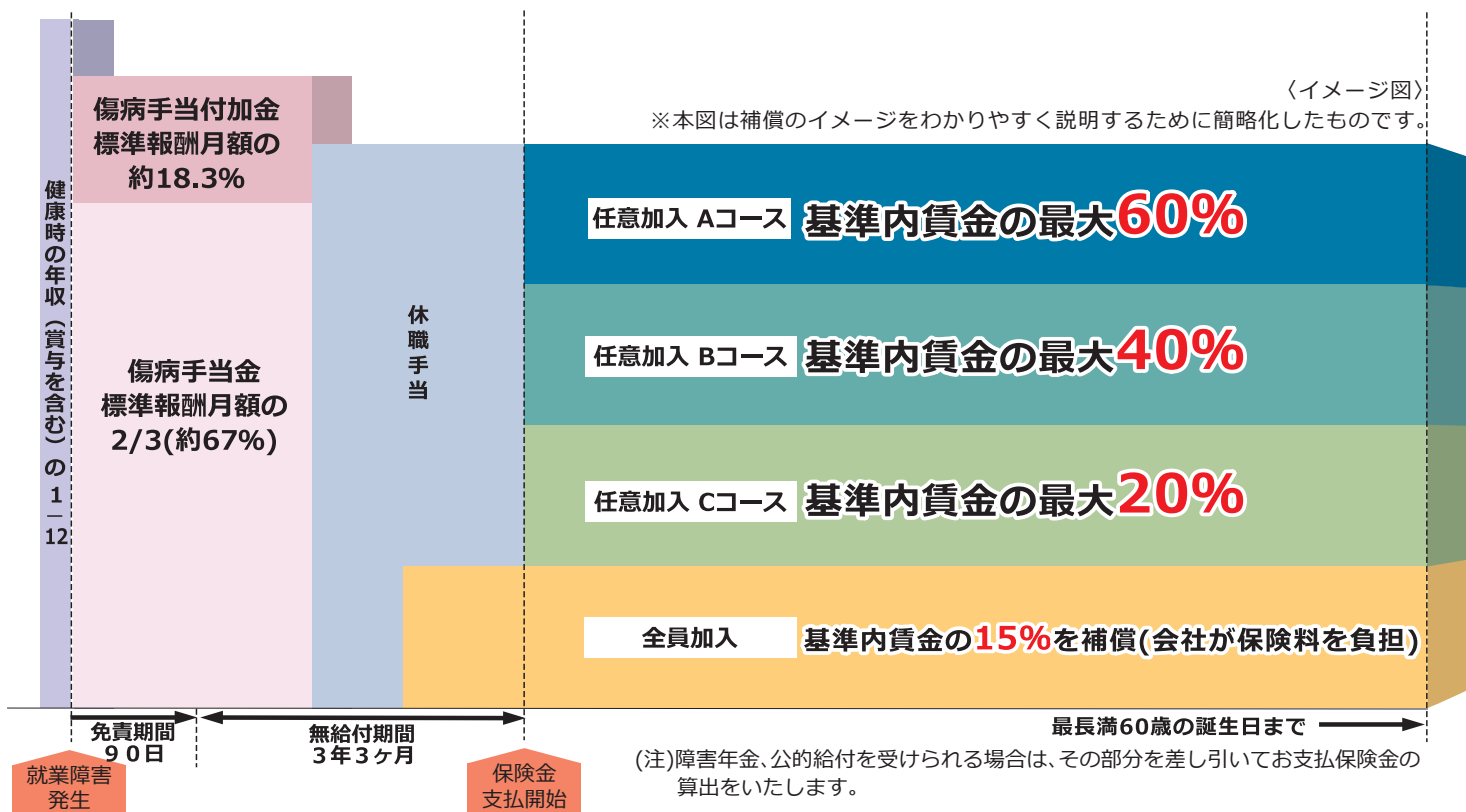 〈イメージ図〉
※本図は補償のイメージをわかりやすく説明するために簡略化したものです。
健康時の年収（賞与を含む）の1―12
傷病手当付加金
標準報酬月額の
約18.3%
傷病手当金
標準報酬月額の
2/3(約67%)
休職手当
任意加入 Aコース 基準内賃金の最大60%
任意加入 Bコース 基準内賃金の最大40%
任意加入 Cコース 基準内賃金の最大20%
全員加入 基準内賃金の15%を補償(会社が保険料を負担)
免責期間
９０日
無給付期間
３年３ヶ月
最長満60歳の誕生日まで
就業障害
発生
保険金
支払開始
(注)障害年金、公的給付を受けられる場合は、その部分を差し引いてお支払保険金の
算出をいたします。